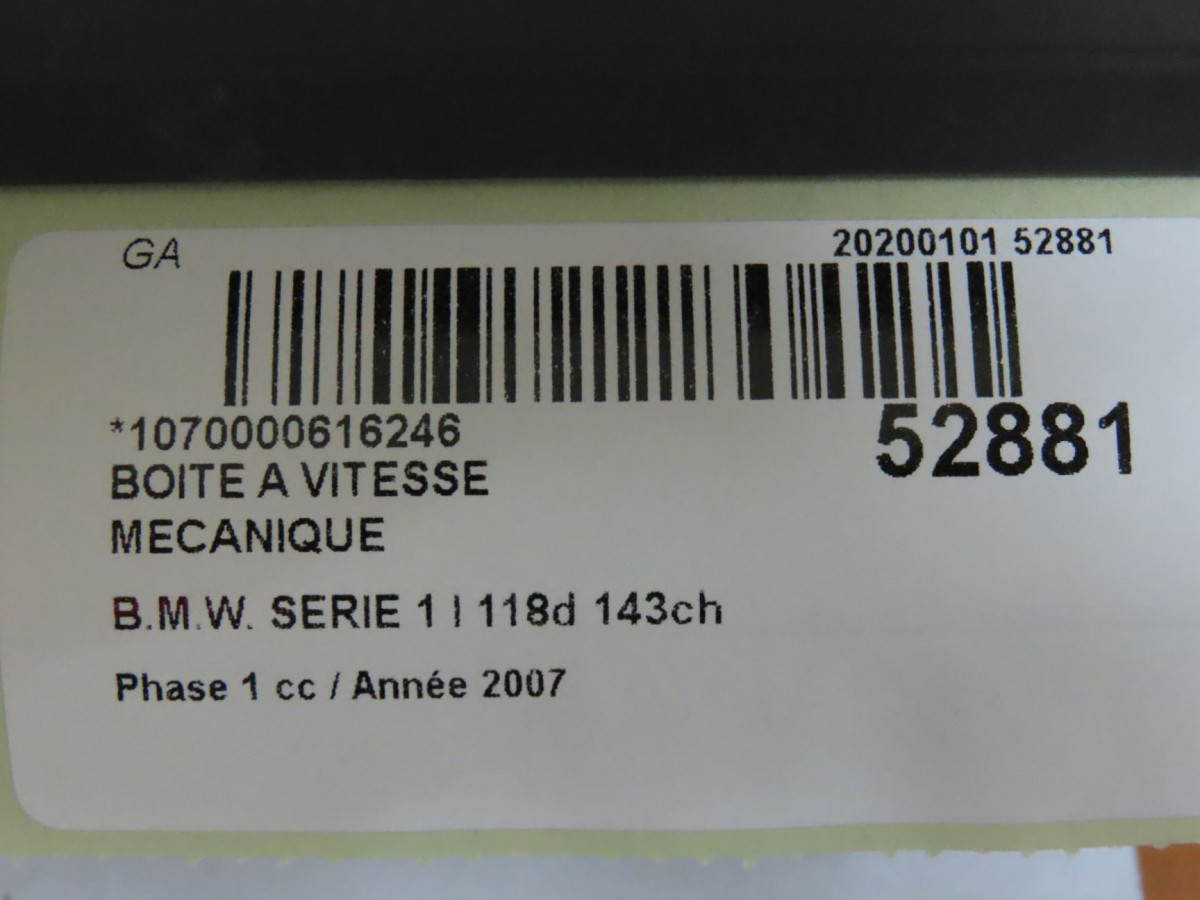 GA
20200101 52881
*1070000616246
52881
BOITE A VITESSE
MECANIQUE
B.M.W. SERIE 1 I 118d 143ch
Phase 1 cc / Année 2007